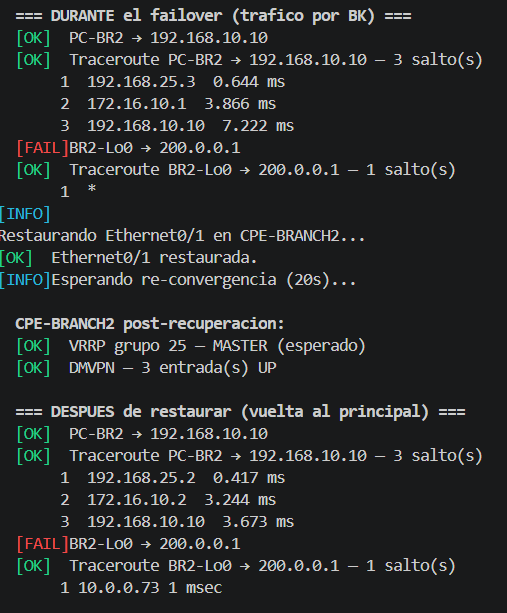 === DURANTE el failover (trafico por BK) ===
[OK]  PC-BR2 → 192.168.10.10
[OK]  Traceroute PC-BR2 → 192.168.10.10 — 3 salto(s)
1  192.168.25.3  0.644 ms
2  172.16.10.1  3.866 ms
3  192.168.10.10  7.222 ms
[FAIL]BR2-Lo0 → 200.0.0.1
[OK]  Traceroute BR2-Lo0 → 200.0.0.1 — 1 salto(s)
1  *
[INFO]
Restaurando Ethernet0/1 en CPE-BRANCH2...
[OK]  Ethernet0/1 restaurada.
[INFO]Esperando re-convergencia (20s)...
CPE-BRANCH2 post-recuperacion:
[OK]  VRRP grupo 25 — MASTER (esperado)
[OK]  DMVPN — 3 entrada(s) UP
=== DESPUES de restaurar (vuelta al principal) ===
[OK]  PC-BR2 → 192.168.10.10
[OK]  Traceroute PC-BR2 → 192.168.10.10 — 3 salto(s)
1  192.168.25.2  0.417 ms
2  172.16.10.2  3.244 ms
3  192.168.10.10  3.673 ms
[FAIL]BR2-Lo0 → 200.0.0.1
[OK]  Traceroute BR2-Lo0 → 200.0.0.1 — 1 salto(s)
1 10.0.0.73 1 msec